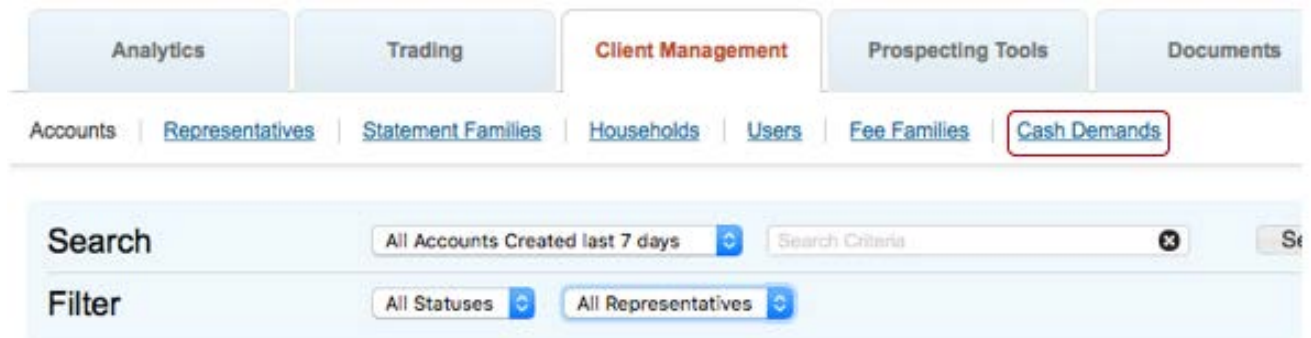 Analytics Trading Client Management Prospecting Tools Documents
Accounts Representatives Statement Families Households Users Fee Families Cash Demands
Search All Accounts Created last 7 days Search Criteria
Filter All Statuses All Representatives